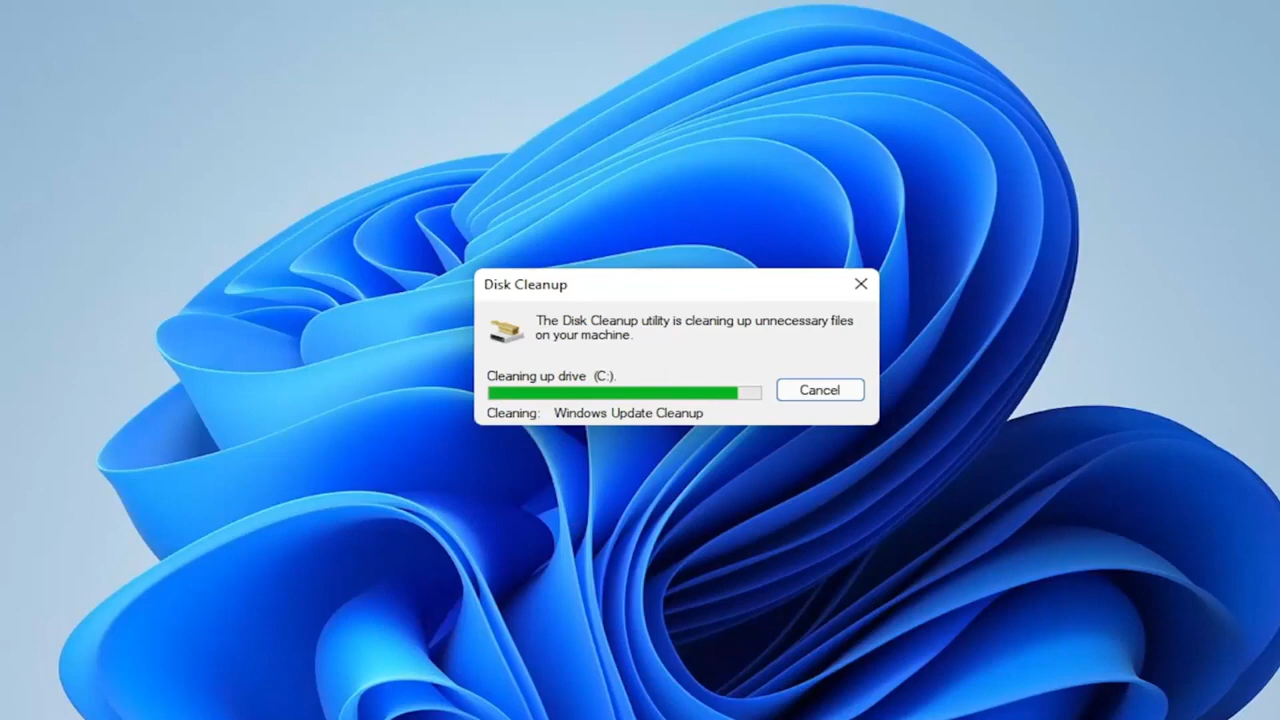 Disk Cleanup
The Disk Cleanup utility is cleaning up unnecessary files
on your machine.
Cleaning up drive (C:).
Cancel
Cleaning: Windows Update Cleanup